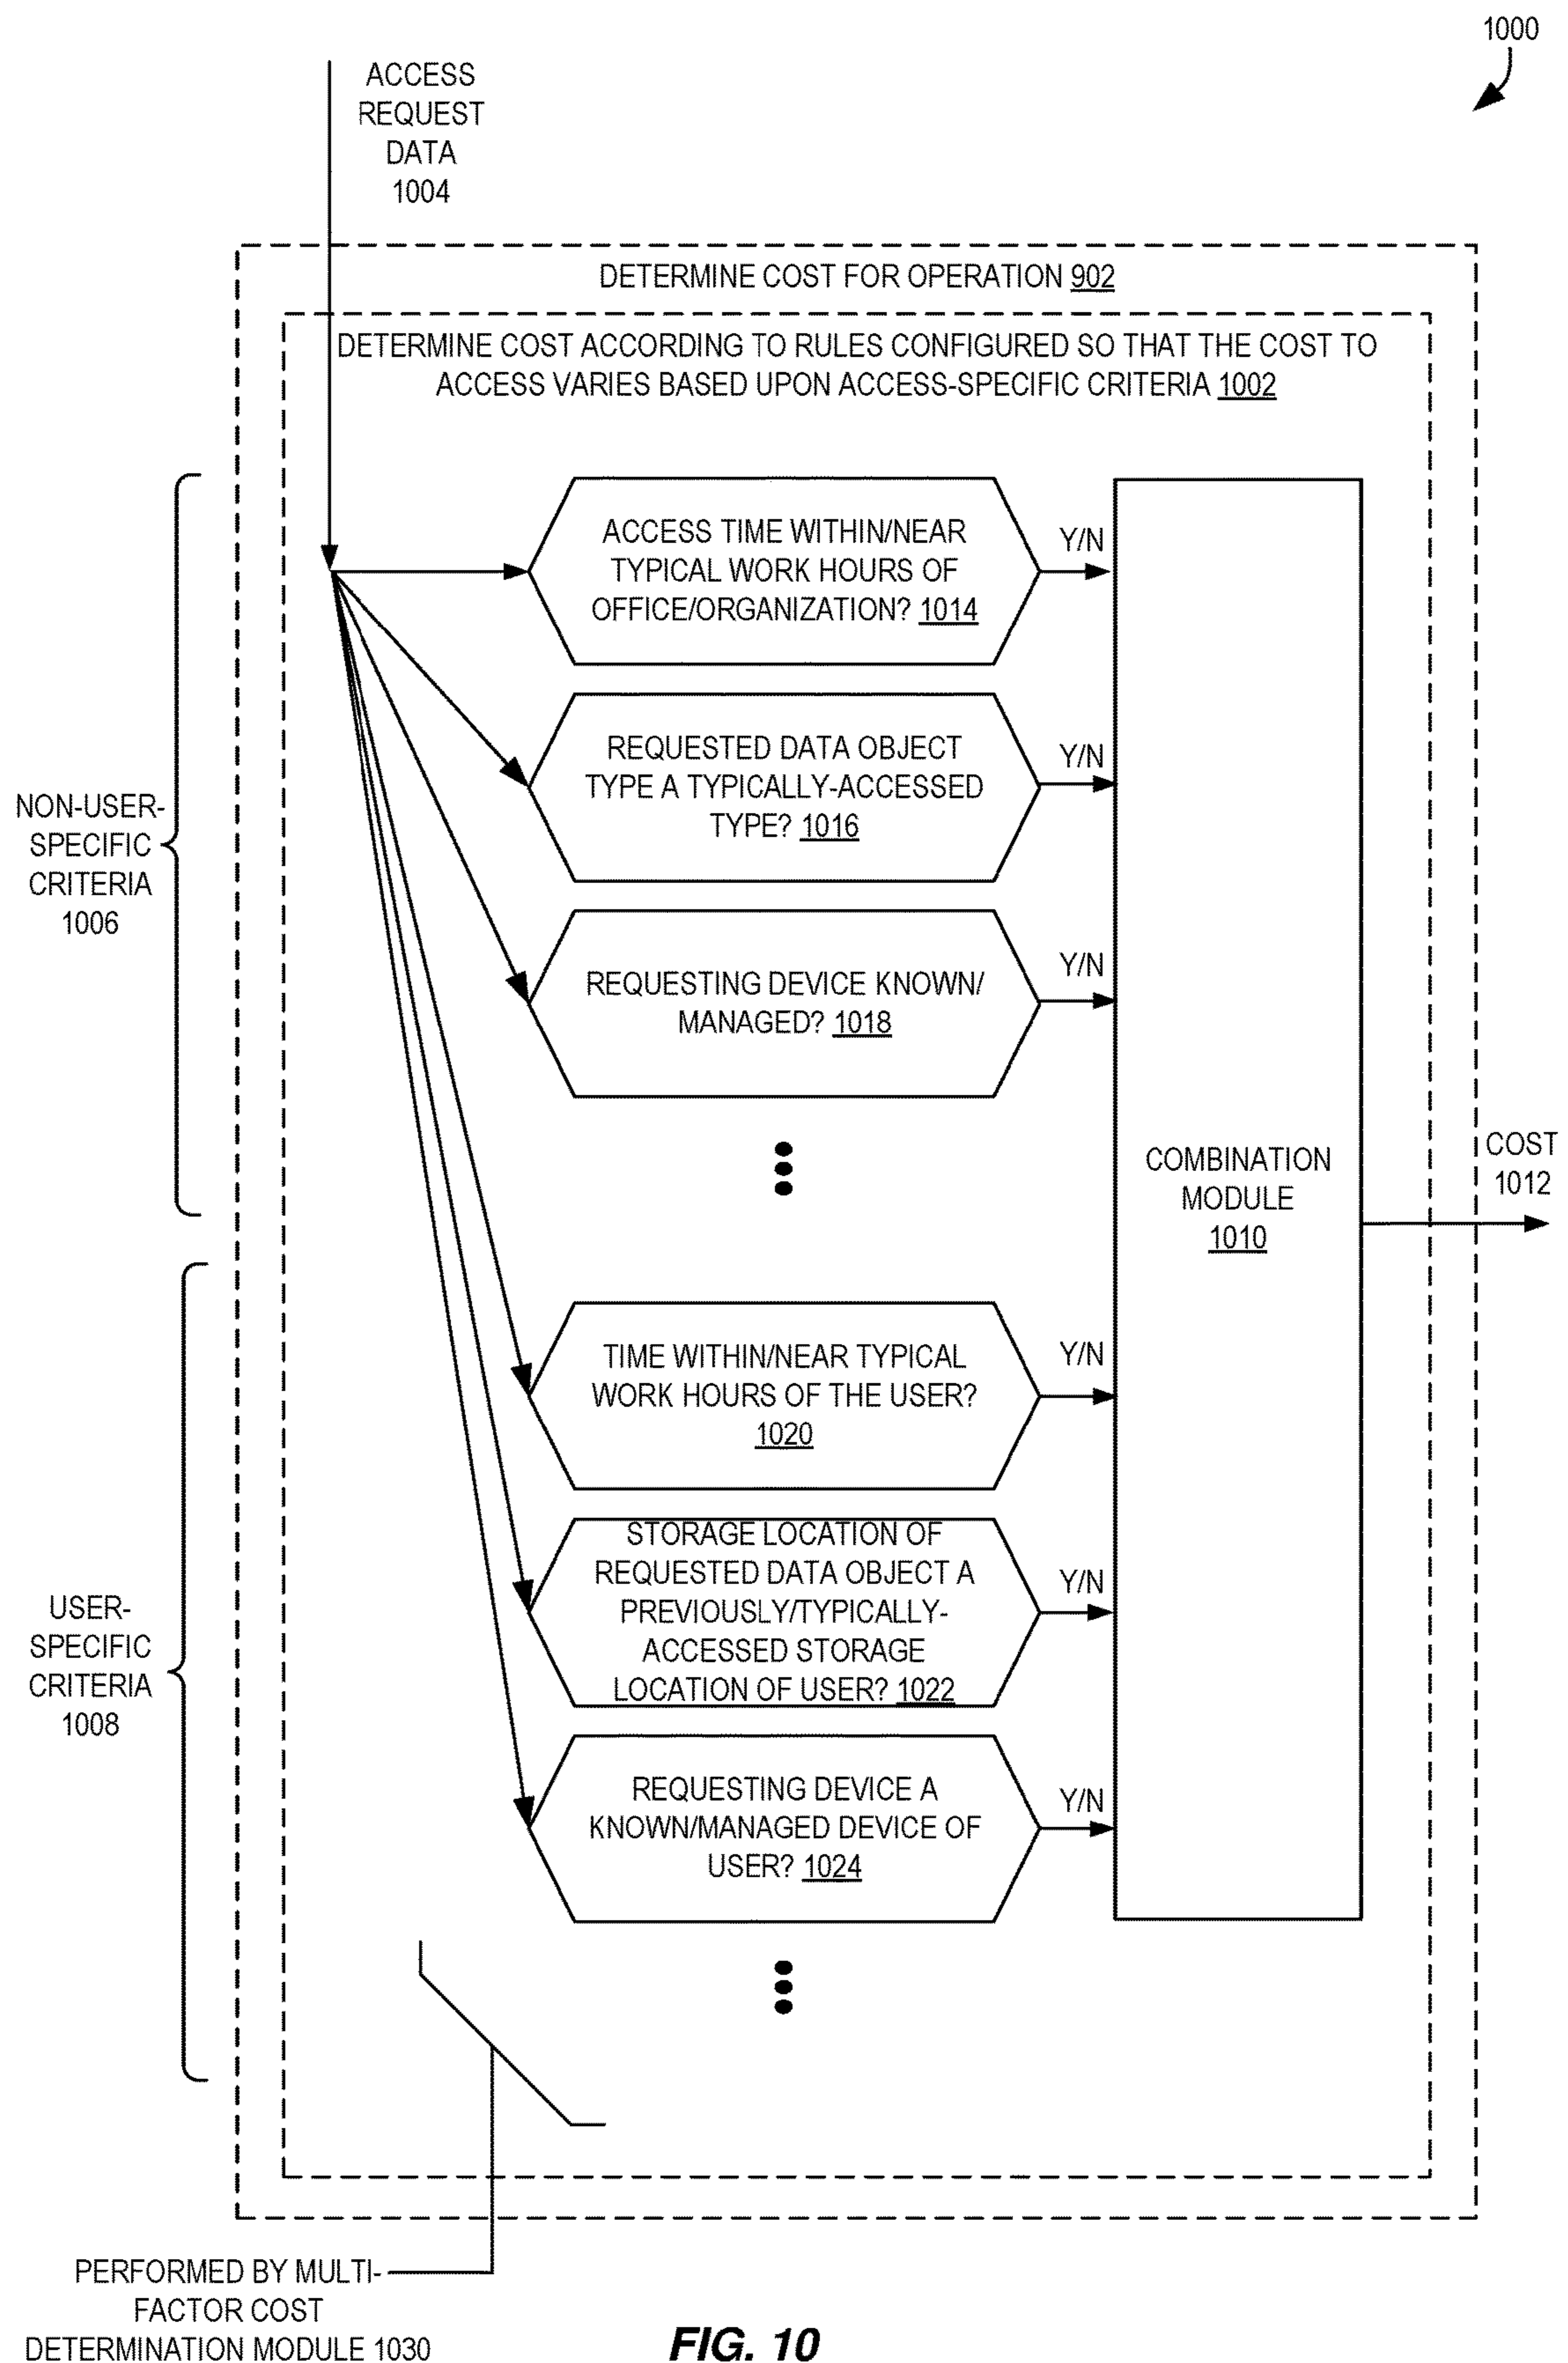 1000
ACCESS
REQUEST
DATA
1004
DETERMINE COST FOR OPERATION 902
DETERMINE COST ACCORDING TO RULES CONFIGURED SO THAT THE COST TO
ACCESS VARIES BASED UPON ACCESS-SPECIFIC CRITERIA 1002
NON-USER-
SPECIFIC
CRITERIA
1006
ACCESS TIME WITHIN/NEAR
TYPICAL WORK HOURS OF
OFFICE/ORGANIZATION? 1014
Y/N
REQUESTED DATA OBJECT
TYPE A TYPICALLY-ACCESSED
TYPE? 1016
Y/N
REQUESTING DEVICE KNOWN/
MANAGED? 1018
Y/N
COMBINATION
MODULE
1010
COST
1012
USER-
SPECIFIC
CRITERIA
1008
TIME WITHIN/NEAR TYPICAL
WORK HOURS OF THE USER?
1020
Y/N
STORAGE LOCATION OF
REQUESTED DATA OBJECT A
PREVIOUSLY/TYPICALLY-
ACCESSED STORAGE
LOCATION OF USER? 1022
Y/N
REQUESTING DEVICE A
KNOWN/MANAGED DEVICE OF
USER? 1024
Y/N
PERFORMED BY MULTI-
FACTOR COST
DETERMINATION MODULE 1030
FIG. 10